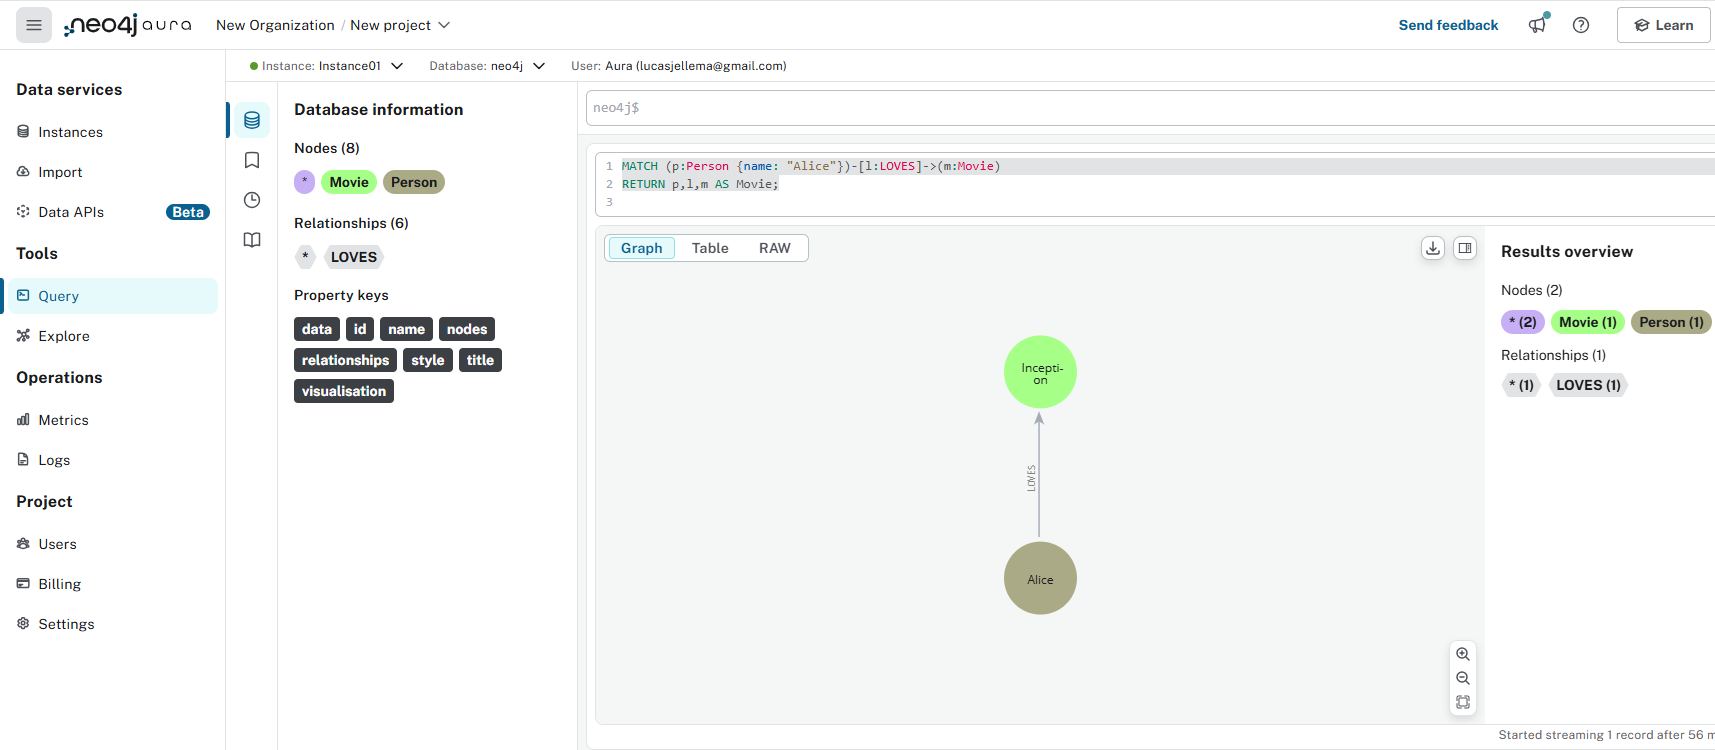 neo4j aura
New Organization / New project
Send feedback
Learn
Data services
Instances
Import
Data APIs Beta
Tools
Query
Explore
Operations
Metrics
Logs
Project
Users
Billing
Settings
Instance: Instance01
Database: neo4j
User: Aura (lucasjellema@gmail.com)
Database information
Nodes (8)
* Movie Person
Relationships (6)
* LOVES
Property keys
data id name nodes
relationships style title
visualisation
neo4j$
1 MATCH (p:Person {name: "Alice"})-[l:LOVES]->(m:Movie)
2 RETURN p,l,m AS Movie;
3
Graph Table RAW
Incepti-
on
LOVES
Alice
Results overview
Nodes (2)
* (2) Movie (1) Person (1)
Relationships (1)
* (1) LOVES (1)
Started streaming 1 record after 56 m